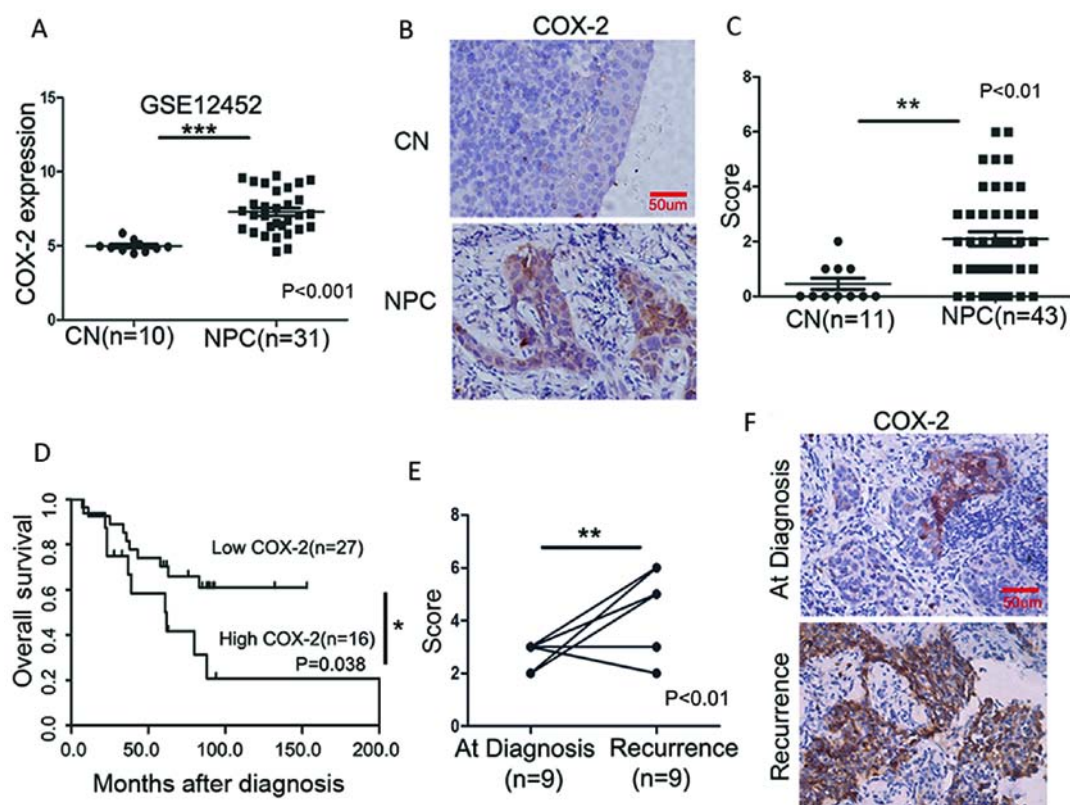 A
GSE12452
***
15
10
5
0
COX-2 expression
P<0.001
CN(n=10)
NPC(n=31)
B
COX-2
CN
50um
NPC
C
P<0.01
**
8
6
4
2
0
Score
CN(n=11)
NPC(n=43)
D
1.0
0.8
0.6
0.4
0.2
0.0
Overall survival
Low COX-2(n=27)
High COX-2(n=16)
P=0.038
*
0.0
50.0
100.0
150.0
200.0
Months after diagnosis
E
8
6
4
2
0
Score
**
P<0.01
At Diagnosis
(n=9)
Recurrence
(n=9)
F
COX-2
At Diagnosis
50um
Recurrence